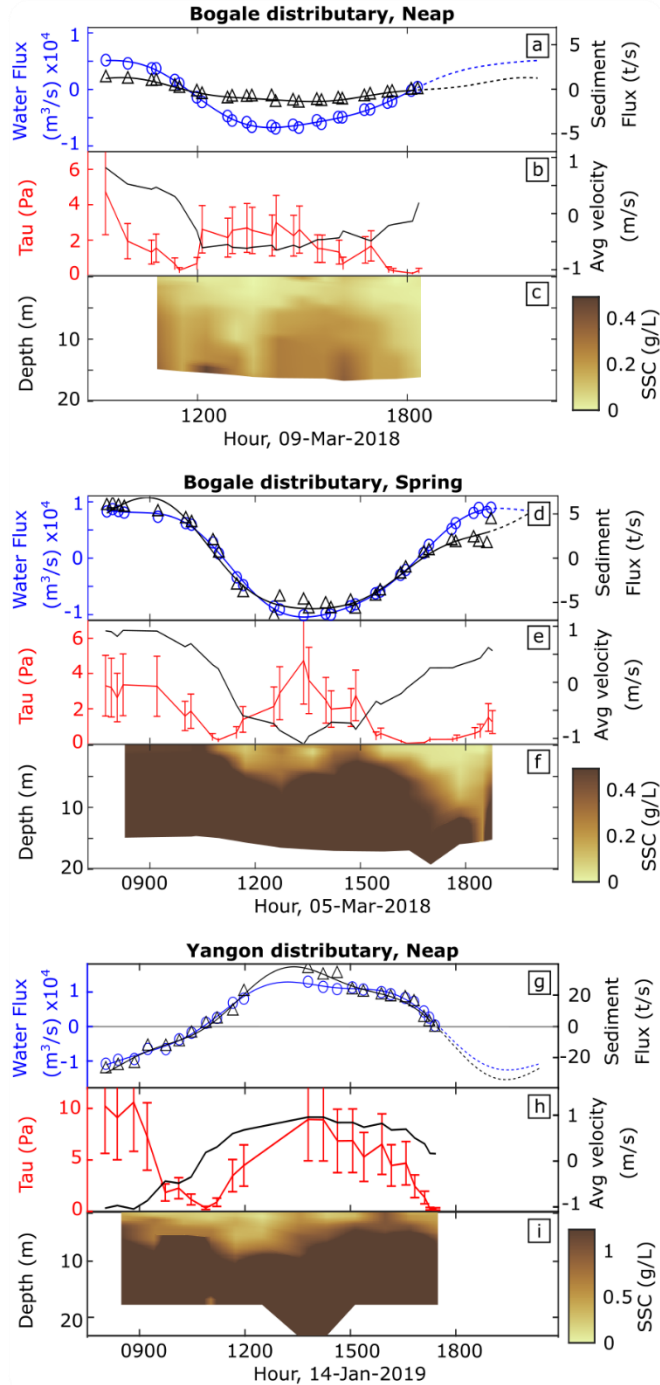 Bogale distributary, Neap
a
Water Flux
(m³/s) x10⁴
1
0
-1
5
0
-5
Sediment
Flux (t/s)
b
Tau (Pa)
6
4
2
0
1
0
-1
Avg velocity
(m/s)
c
Depth (m)
10
20
1200
1800
Hour, 09-Mar-2018
0.4
0.2
0
SSC (g/L)
Bogale distributary, Spring
d
Water Flux
(m³/s) x10⁴
1
0
-1
5
0
-5
Sediment
Flux (t/s)
e
Tau (Pa)
6
4
2
0
1
0
-1
Avg velocity
(m/s)
f
Depth (m)
10
20
0900
1200
1500
1800
Hour, 05-Mar-2018
0.4
0.2
0
SSC (g/L)
Yangon distributary, Neap
g
Water Flux
(m³/s) x10⁴
1
0
-1
20
0
-20
Sediment
Flux (t/s)
h
Tau (Pa)
10
5
0
1
0
-1
Avg velocity
(m/s)
i
Depth (m)
10
20
0900
1200
1500
1800
Hour, 14-Jan-2019
1
0.5
0
SSC (g/L)